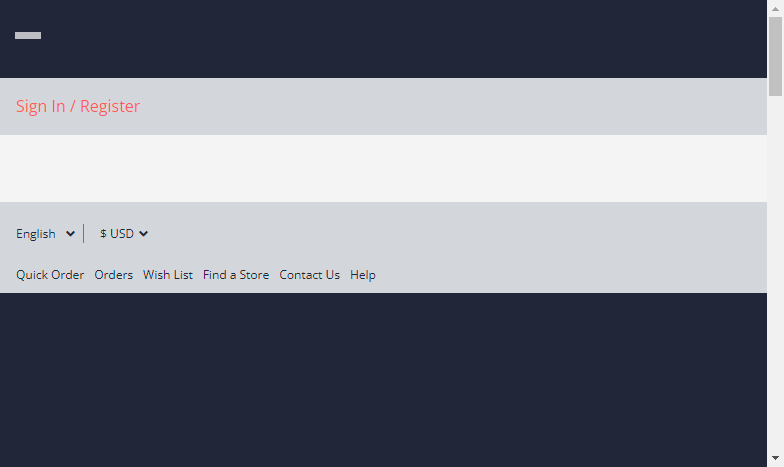 Sign In / Register
English $ USD
Quick Order Orders Wish List Find a Store Contact Us Help